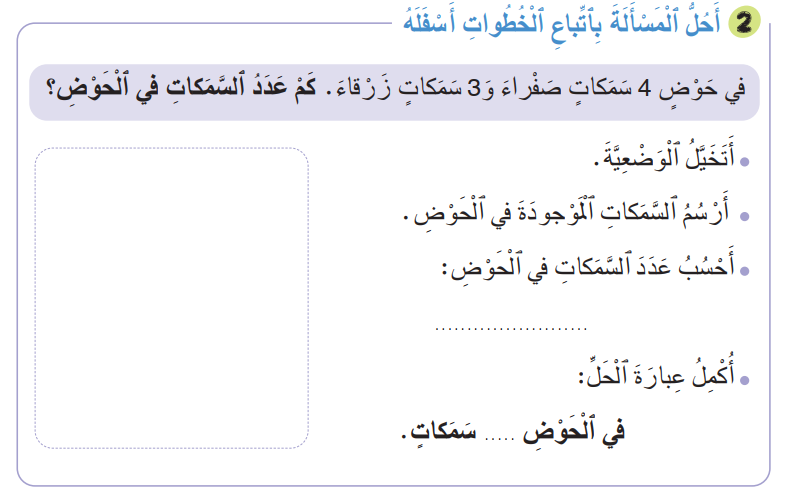 2 أَحُلُّ ٱلْمَسْأَلَةَ بِٱتِّباعِ ٱلْخُطُواتِ أَسْفَلَهُ
في حَوْضٍ 4 سَمَكاتٍ صَفْراءَ وَ3 سَمَكاتٍ زَرْقاءَ. كَمْ عَدَدُ ٱلسَّمَكاتِ في ٱلْحَوْضِ؟
• أَتَخَيَّلُ ٱلْوَضْعِيَّةَ.
• أَرْسُمُ ٱلسَّمَكاتِ ٱلْمَوْجودَةَ في ٱلْحَوْضِ.
• أَحْسُبُ عَدَدَ ٱلسَّمَكاتِ في ٱلْحَوْضِ:
........................
• أُكْمِلُ عِبارَةَ ٱلْحَلِّ:
في ٱلْحَوْضِ ..... سَمَكاتٍ.